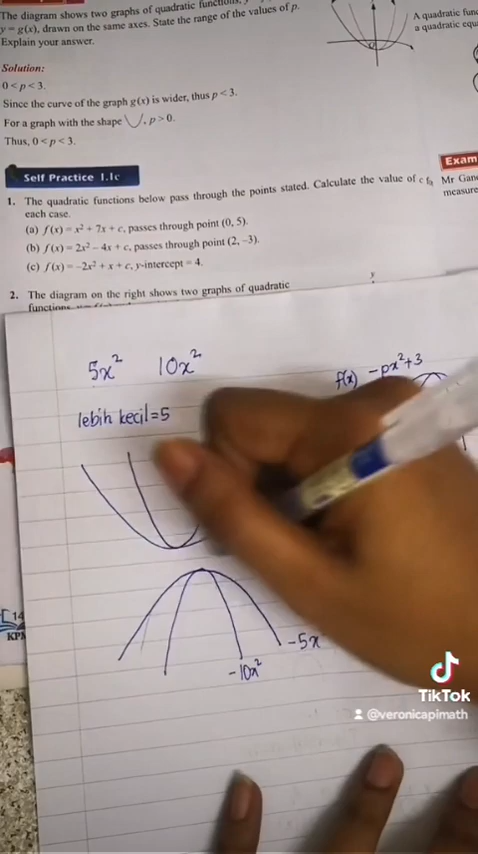 The diagram shows two graphs of quadratic functions, y
y = g(x), drawn on the same axes. State the range of the values of p.
Explain your answer.
A quadratic func
a quadratic equa
Solution:
0 < p < 3.
Since the curve of the graph g(x) is wider, thus p < 3.
For a graph with the shape , p > 0.
Thus, 0 < p < 3.
Self Practice 1.1c
Exam
1. The quadratic functions below pass through the points stated. Calculate the value of c for
each case.
Mr Gan
measure
(a) f(x) = x² + 7x + c, passes through point (0, 5).
(b) f(x) = 2x² – 4x + c, passes through point (2, –3).
(c) f(x) = –2x² + x + c, y-intercept = 4.
2. The diagram on the right shows two graphs of quadratic
functions
y
5x² 10x²
f(x) -px²+3
lebih kecil=5
-5x
-10x²
14
KPM
TikTok
@veronicapimath